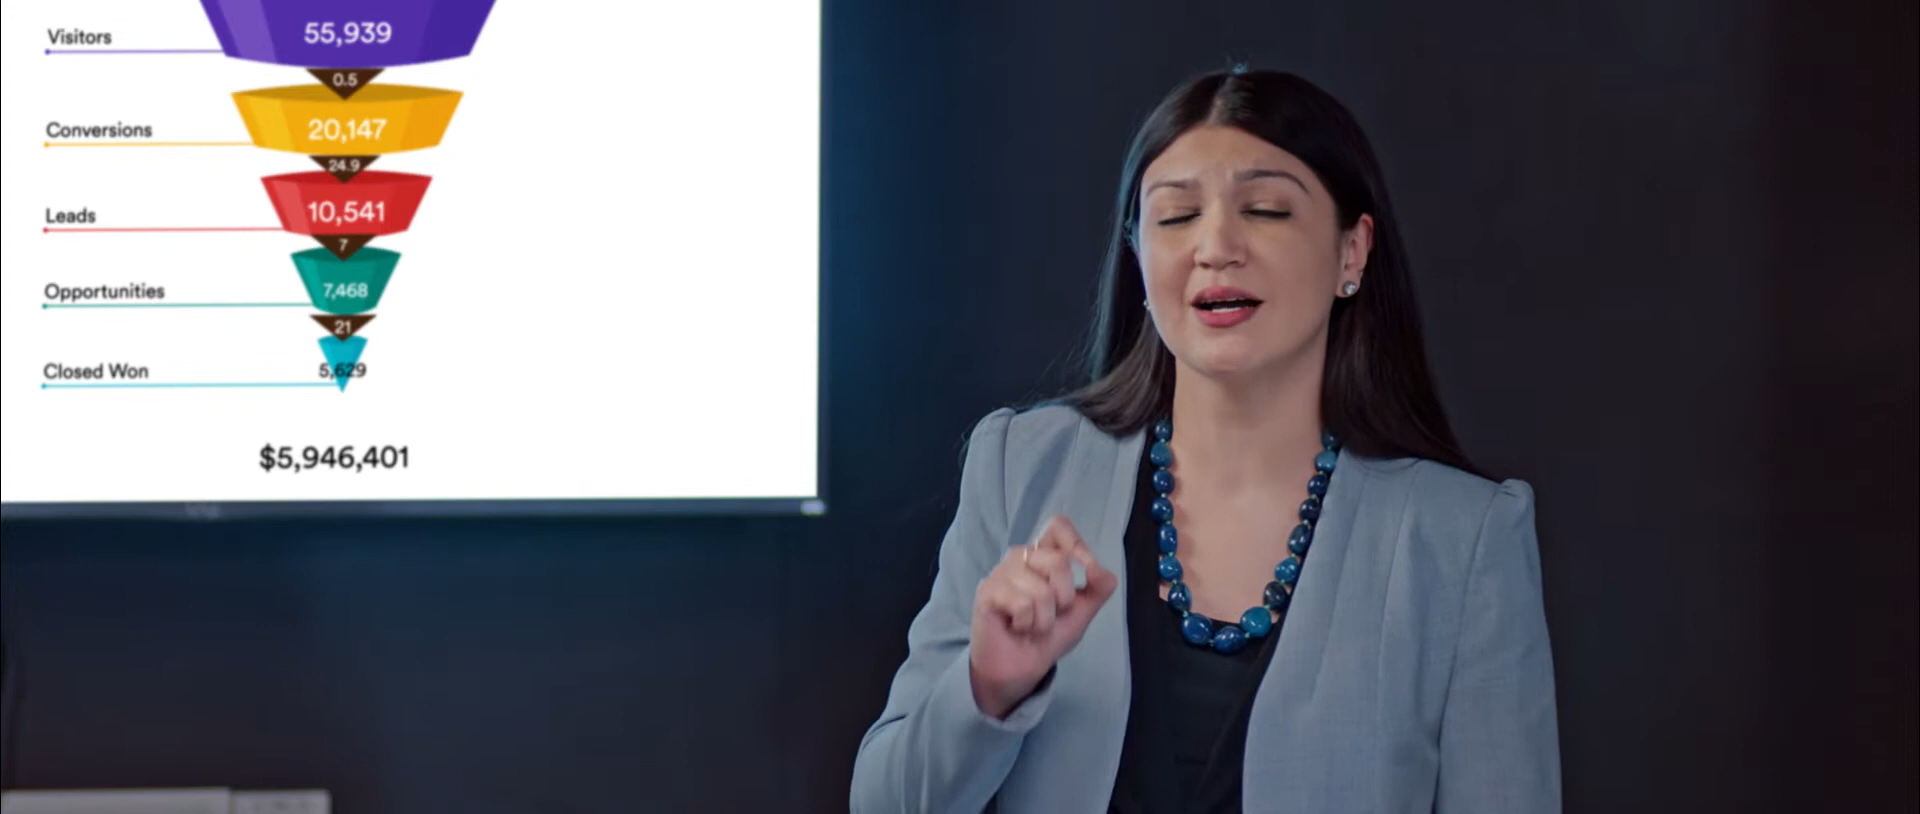 Visitors 55,939
0.5
Conversions 20,147
24.9
Leads 10,541
7
Opportunities 7,468
21
Closed Won 5,629
$5,946,401